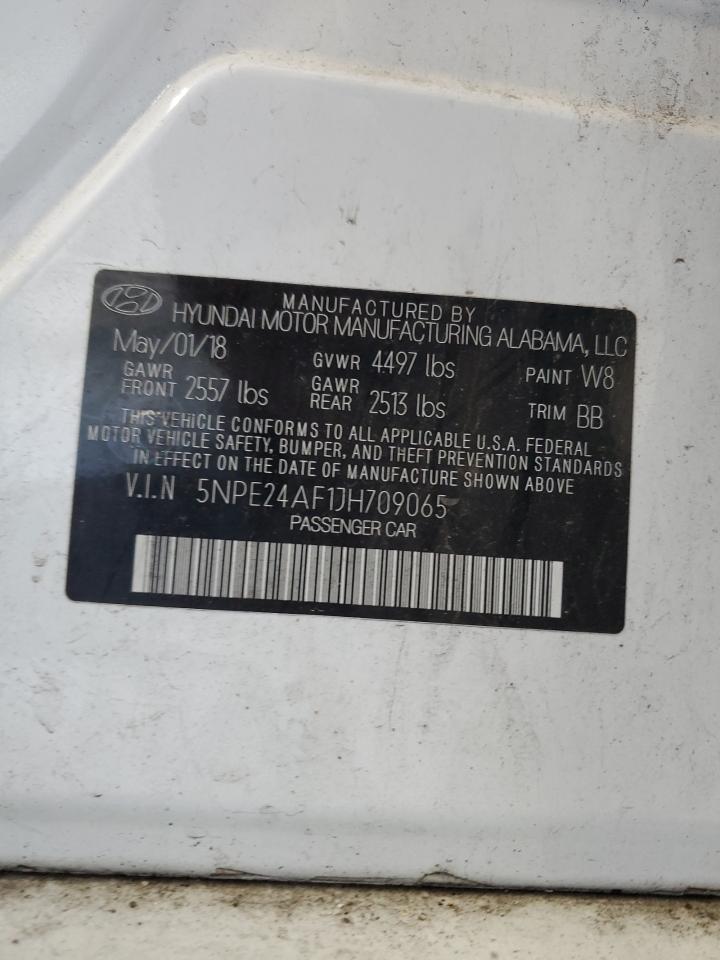 MANUFACTURED BY
HYUNDAI MOTOR MANUFACTURING ALABAMA, LLC
May/01/18 GVWR 4497 lbs PAINT W8
GAWR FRONT 2557 lbs GAWR REAR 2513 lbs TRIM BB
THIS VEHICLE CONFORMS TO ALL APPLICABLE U.S.A. FEDERAL
MOTOR VEHICLE SAFETY, BUMPER, AND THEFT PREVENTION STANDARDS
IN EFFECT ON THE DATE OF MANUFACTURE SHOWN ABOVE
V.I.N 5NPE24AF1JH709065
PASSENGER CAR